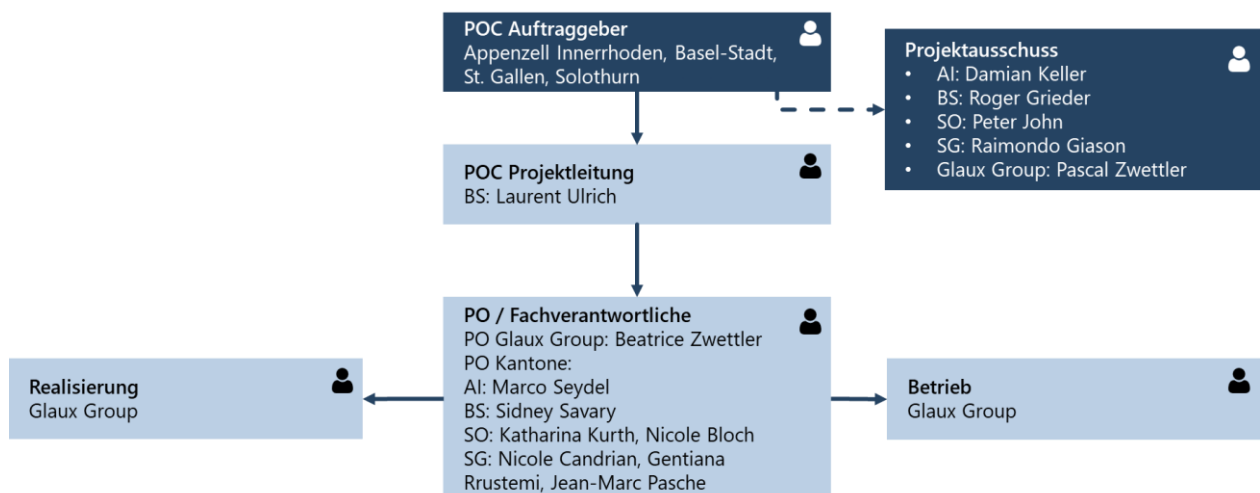 POC Auftraggeber
Appenzell Innerrhoden, Basel-Stadt,
St. Gallen, Solothurn
Projektausschuss
• AI: Damian Keller
• BS: Roger Grieder
• SO: Peter John
• SG: Raimondo Giason
• Glaux Group: Pascal Zwettler
POC Projektleitung
BS: Laurent Ulrich
PO / Fachverantwortliche
PO Glaux Group: Beatrice Zwettler
PO Kantone:
AI: Marco Seydel
BS: Sidney Savary
SO: Katharina Kurth, Nicole Bloch
SG: Nicole Candrian, Gentiana
Rrustemi, Jean-Marc Pasche
Realisierung
Glaux Group
Betrieb
Glaux Group